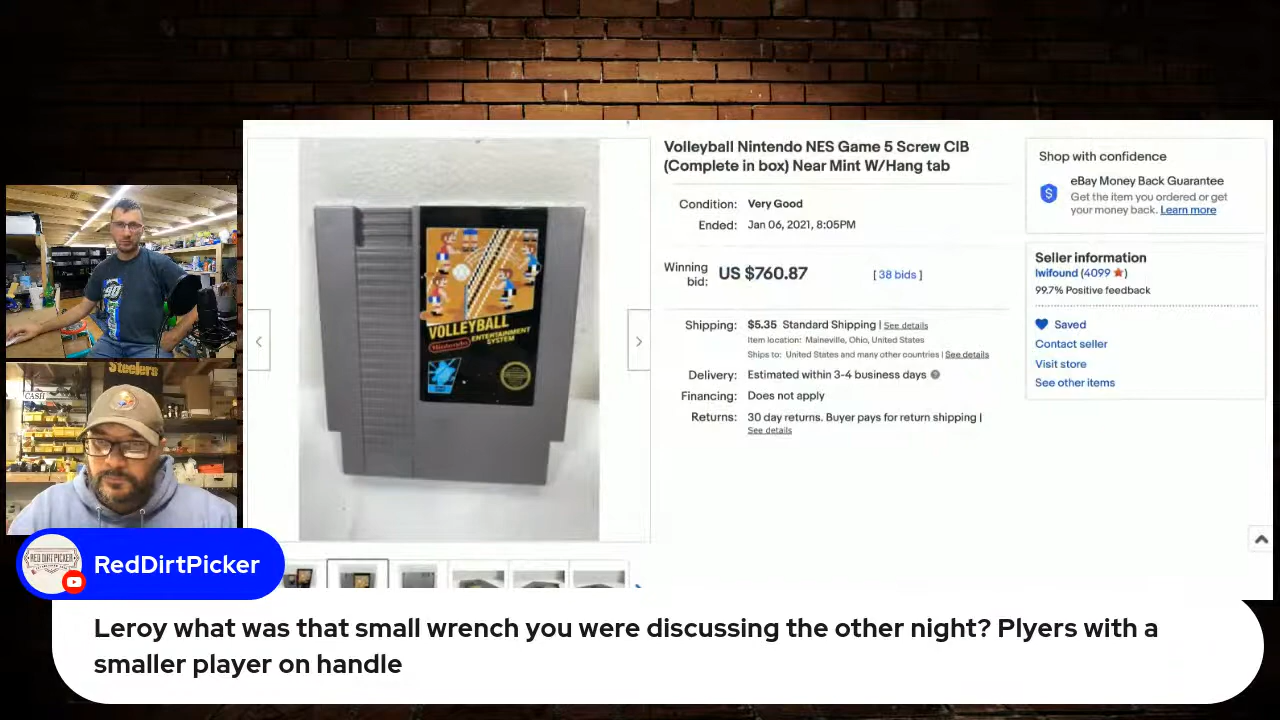 Volleyball Nintendo NES Game 5 Screw CIB
(Complete in box) Near Mint W/Hang tab
Condition: Very Good
Ended: Jan 06, 2021, 8:05PM
Winning bid: US $760.87 [ 38 bids ]
Shipping: $5.35 Standard Shipping | See details
Item location: Maineville, Ohio, United States
Ships to: United States and many other countries | See details
Delivery: Estimated within 3-4 business days
Financing: Does not apply
Returns: 30 day returns. Buyer pays for return shipping |
See details
Shop with confidence
eBay Money Back Guarantee
Get the item you ordered or get
your money back. Learn more
Seller information
lwifound (4099)
99.7% Positive feedback
Saved
Contact seller
Visit store
See other items
VOLLEYBALL
Nintendo
ENTERTAINMENT
SYSTEM
Steelers
CASH
RED DIRT PICKER
RedDirtPicker
Leroy what was that small wrench you were discussing the other night? Plyers with a
smaller player on handle